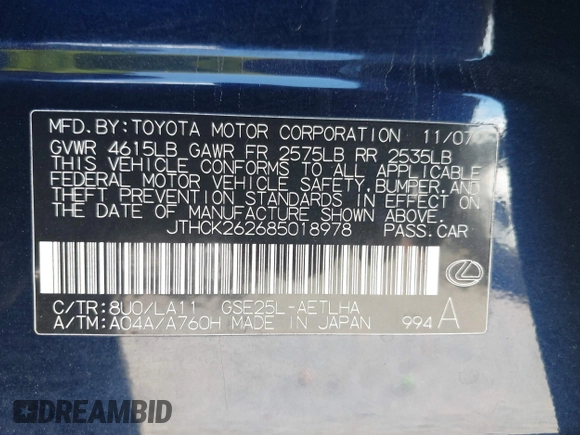 MFD.BY:TOYOTA MOTOR CORPORATION 11/07
GVWR 4615LB GAWR FR 2575LB RR 2535LB
THIS VEHICLE CONFORMS TO ALL APPLICABLE
FEDERAL MOTOR VEHICLE SAFETY,BUMPER,AND
THEFT PREVENTION STANDARDS IN EFFECT ON
THE DATE OF MANUFACTURE SHOWN ABOVE.
JTHCK262685018978 PASS.CAR
C/TR:8U0/LA11 GSE25L-AETLHA
A/TM:A04A/A760H MADE IN JAPAN 994 A
DREAMBID